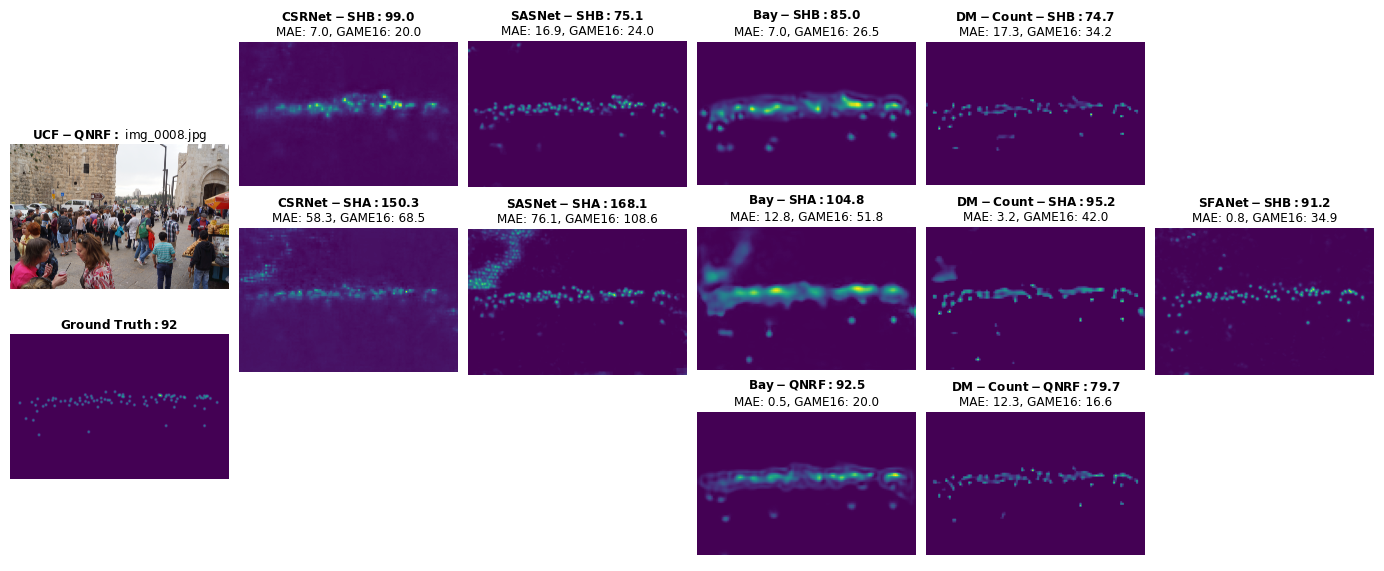 UCF − QNRF : img_0008.jpg
Ground Truth : 92
CSRNet − SHB : 99.0
MAE: 7.0, GAME16: 20.0
SASNet − SHB : 75.1
MAE: 16.9, GAME16: 24.0
Bay − SHB : 85.0
MAE: 7.0, GAME16: 26.5
DM − Count − SHB : 74.7
MAE: 17.3, GAME16: 34.2
CSRNet − SHA : 150.3
MAE: 58.3, GAME16: 68.5
SASNet − SHA : 168.1
MAE: 76.1, GAME16: 108.6
Bay − SHA : 104.8
MAE: 12.8, GAME16: 51.8
DM − Count − SHA : 95.2
MAE: 3.2, GAME16: 42.0
SFANet − SHB : 91.2
MAE: 0.8, GAME16: 34.9
Bay − QNRF : 92.5
MAE: 0.5, GAME16: 20.0
DM − Count − QNRF : 79.7
MAE: 12.3, GAME16: 16.6